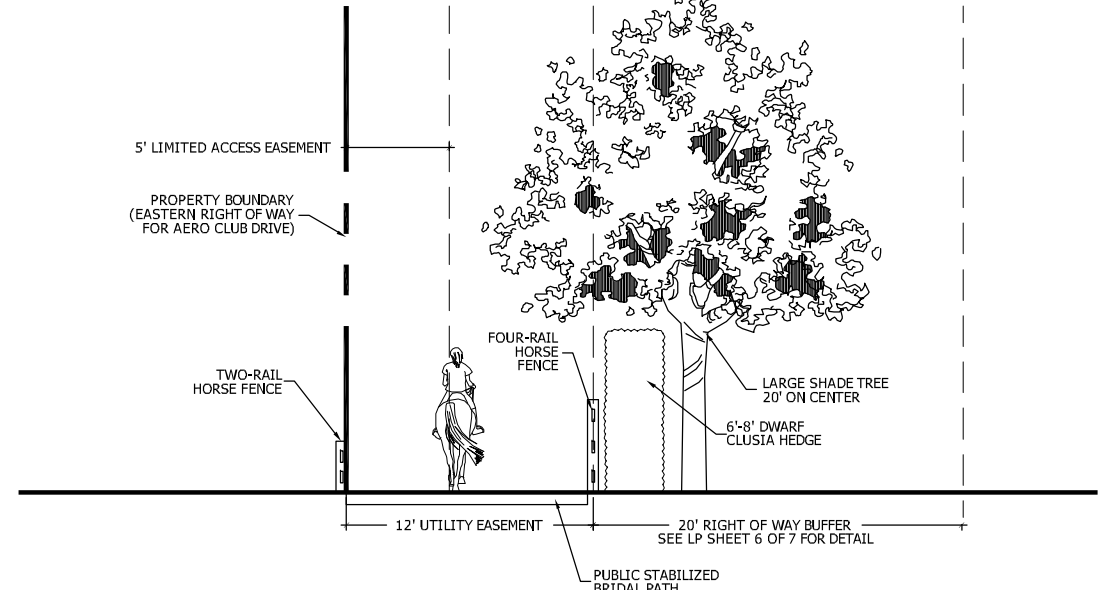 5' LIMITED ACCESS EASEMENT
PROPERTY BOUNDARY
(EASTERN RIGHT OF WAY
FOR AERO CLUB DRIVE)
FOUR-RAIL
HORSE
FENCE
TWO-RAIL
HORSE FENCE
LARGE SHADE TREE
20' ON CENTER
6'-8' DWARF
CLUSIA HEDGE
12' UTILITY EASEMENT
20' RIGHT OF WAY BUFFER
SEE LP SHEET 6 OF 7 FOR DETAIL
PUBLIC STABILIZED
BRIDAL PATH